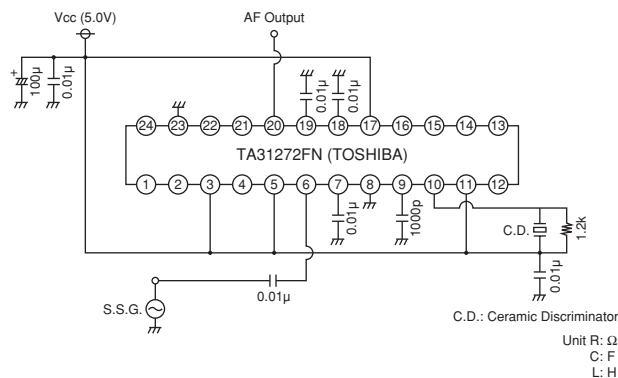 Vcc (5.0V)
AF Output
+
100µ
0.01µ
0.01µ
0.01µ
24 23 22 21 20 19 18 17 16 15 14 13
TA31272FN (TOSHIBA)
1 2 3 4 5 6 7 8 9 10 11 12
0.01µ
1000p
C.D.
1.2k
0.01µ
0.01µ
S.S.G.
C.D.: Ceramic Discriminator
Unit R: Ω
C: F
L: H